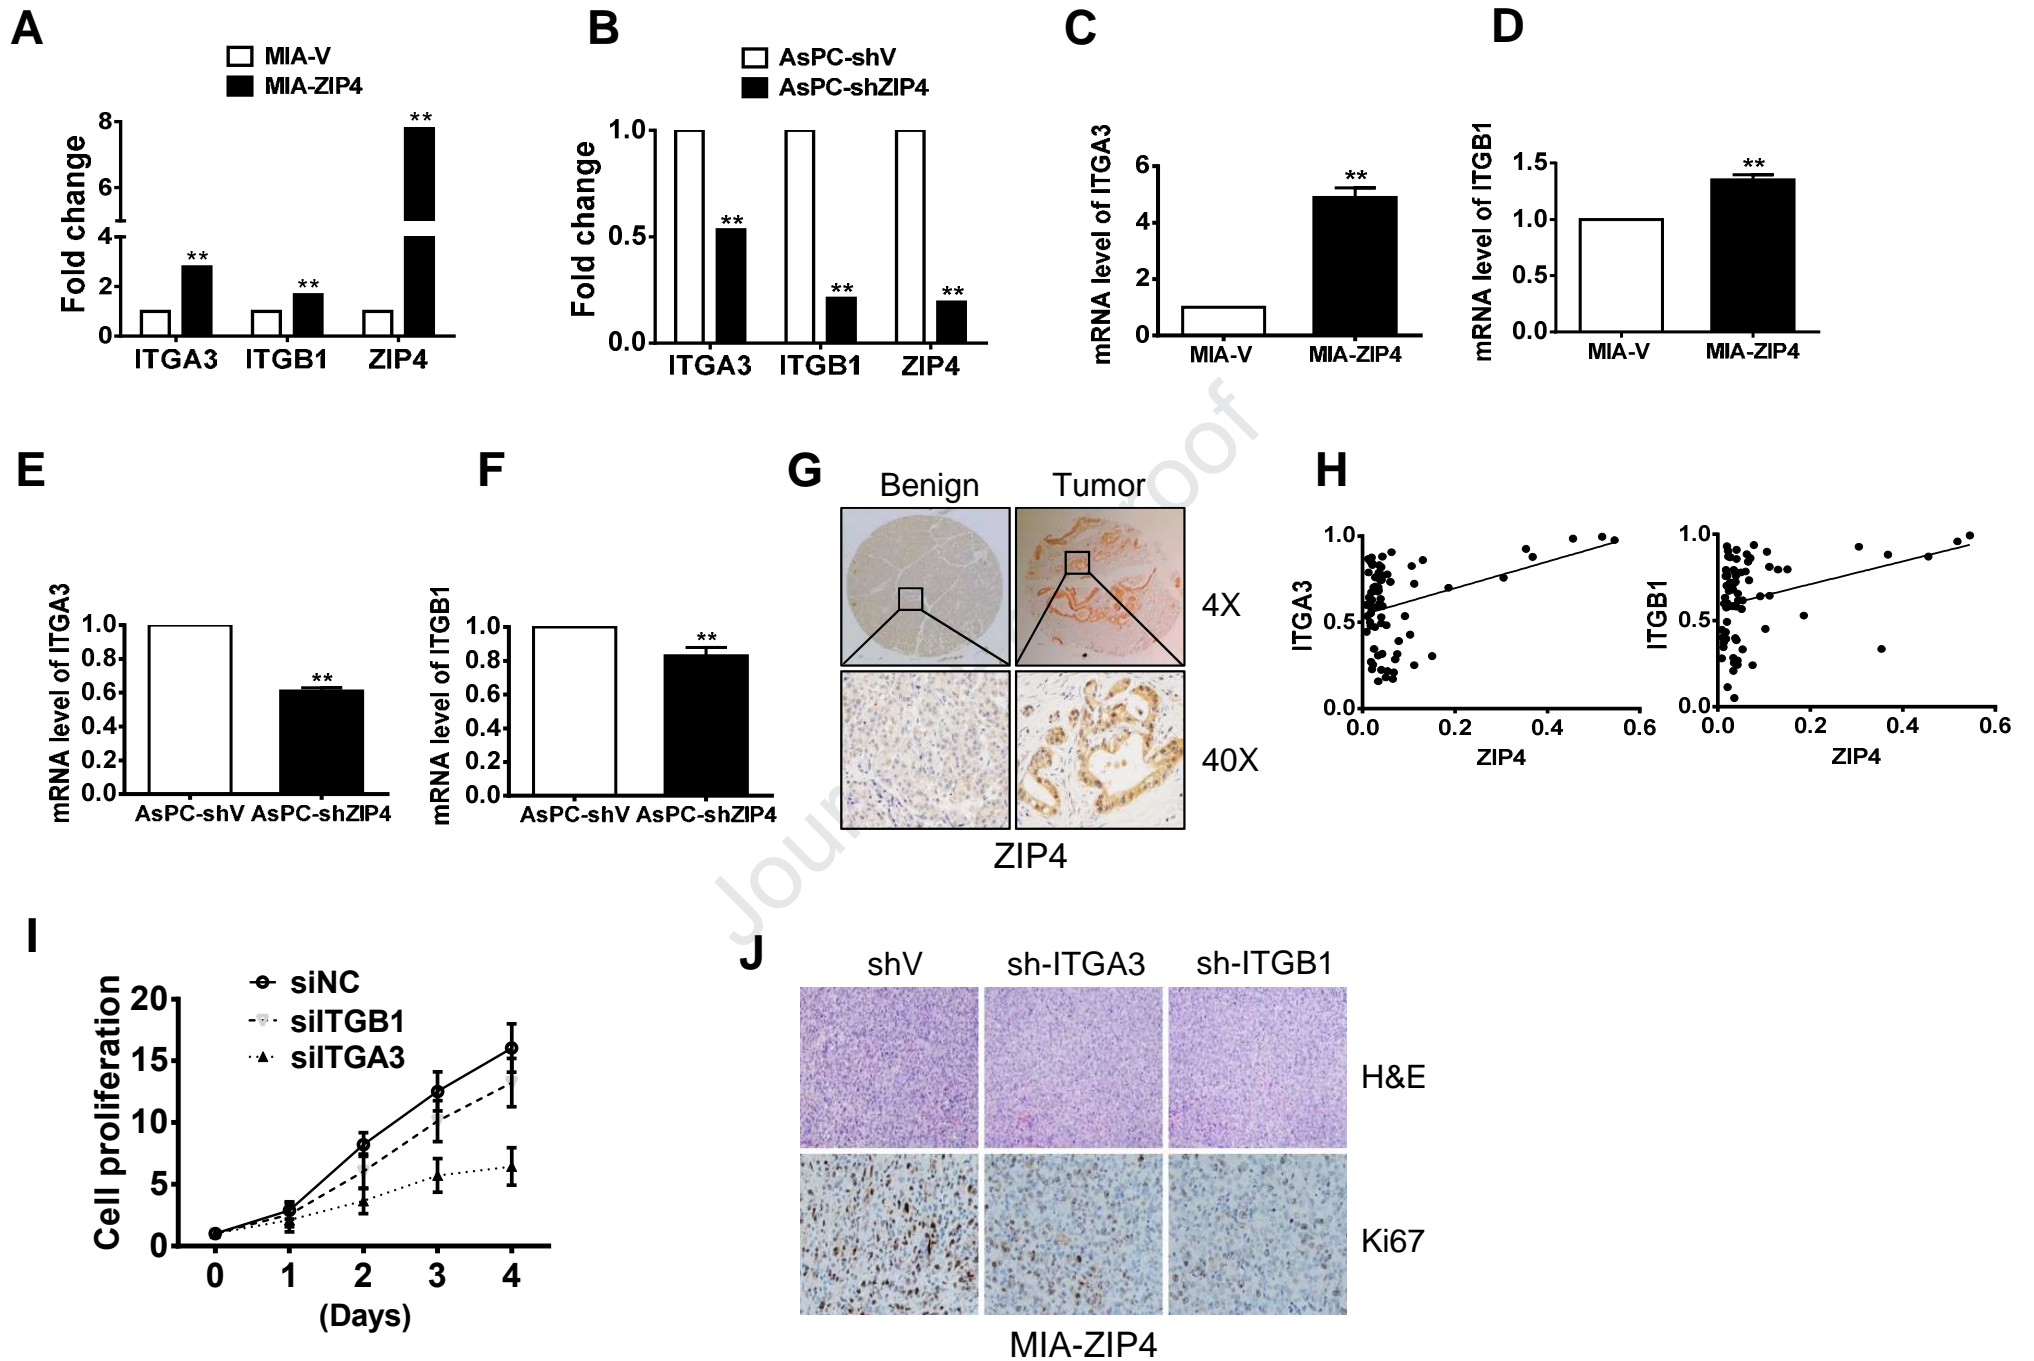 A
MIA-V
MIA-ZIP4
Fold change
8
6
4
2
0
** ** **
ITGA3 ITGB1 ZIP4
B
AsPC-shV
AsPC-shZIP4
Fold change
1.0
0.5
0.0
** ** **
ITGA3 ITGB1 ZIP4
C
mRNA level of ITGA3
6
4
2
0
**
MIA-V MIA-ZIP4
D
mRNA level of ITGB1
1.5
1.0
0.5
0.0
**
MIA-V MIA-ZIP4
E
mRNA level of ITGA3
1.0
0.8
0.6
0.4
0.2
0.0
**
AsPC-shV AsPC-shZIP4
F
mRNA level of ITGB1
1.0
0.8
0.6
0.4
0.2
0.0
**
AsPC-shV AsPC-shZIP4
G
Benign Tumor
4X
40X
ZIP4
H
ITGA3
1.0
0.5
0.0
0.0 0.2 0.4 0.6
ZIP4
ITGB1
1.0
0.5
0.0
0.0 0.2 0.4 0.6
ZIP4
I
siNC
siITGB1
siITGA3
Cell proliferation
20
15
10
5
0
0 1 2 3 4
(Days)
J
shV sh-ITGA3 sh-ITGB1
H&E
Ki67
MIA-ZIP4